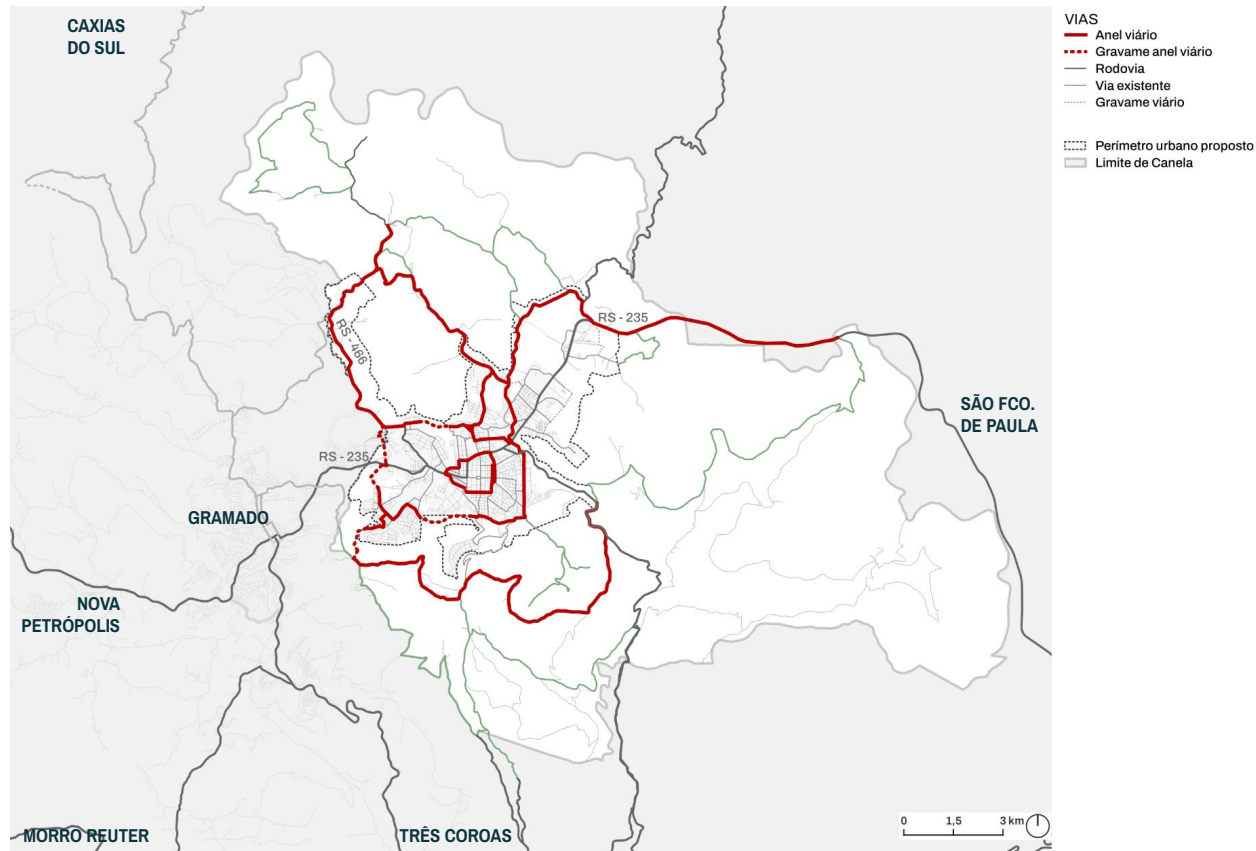 CAXIAS
DO SUL
VIAS
Anel viário
Gravame anel viário
Rodovia
Via existente
Gravame viário
Perímetro urbano proposto
Limite de Canela
RS - 235
RS - 466
SÃO FCO.
DE PAULA
RS - 235
GRAMADO
NOVA
PETRÓPOLIS
MORRO REUTER
TRÊS COROAS
0 1,5 3 km